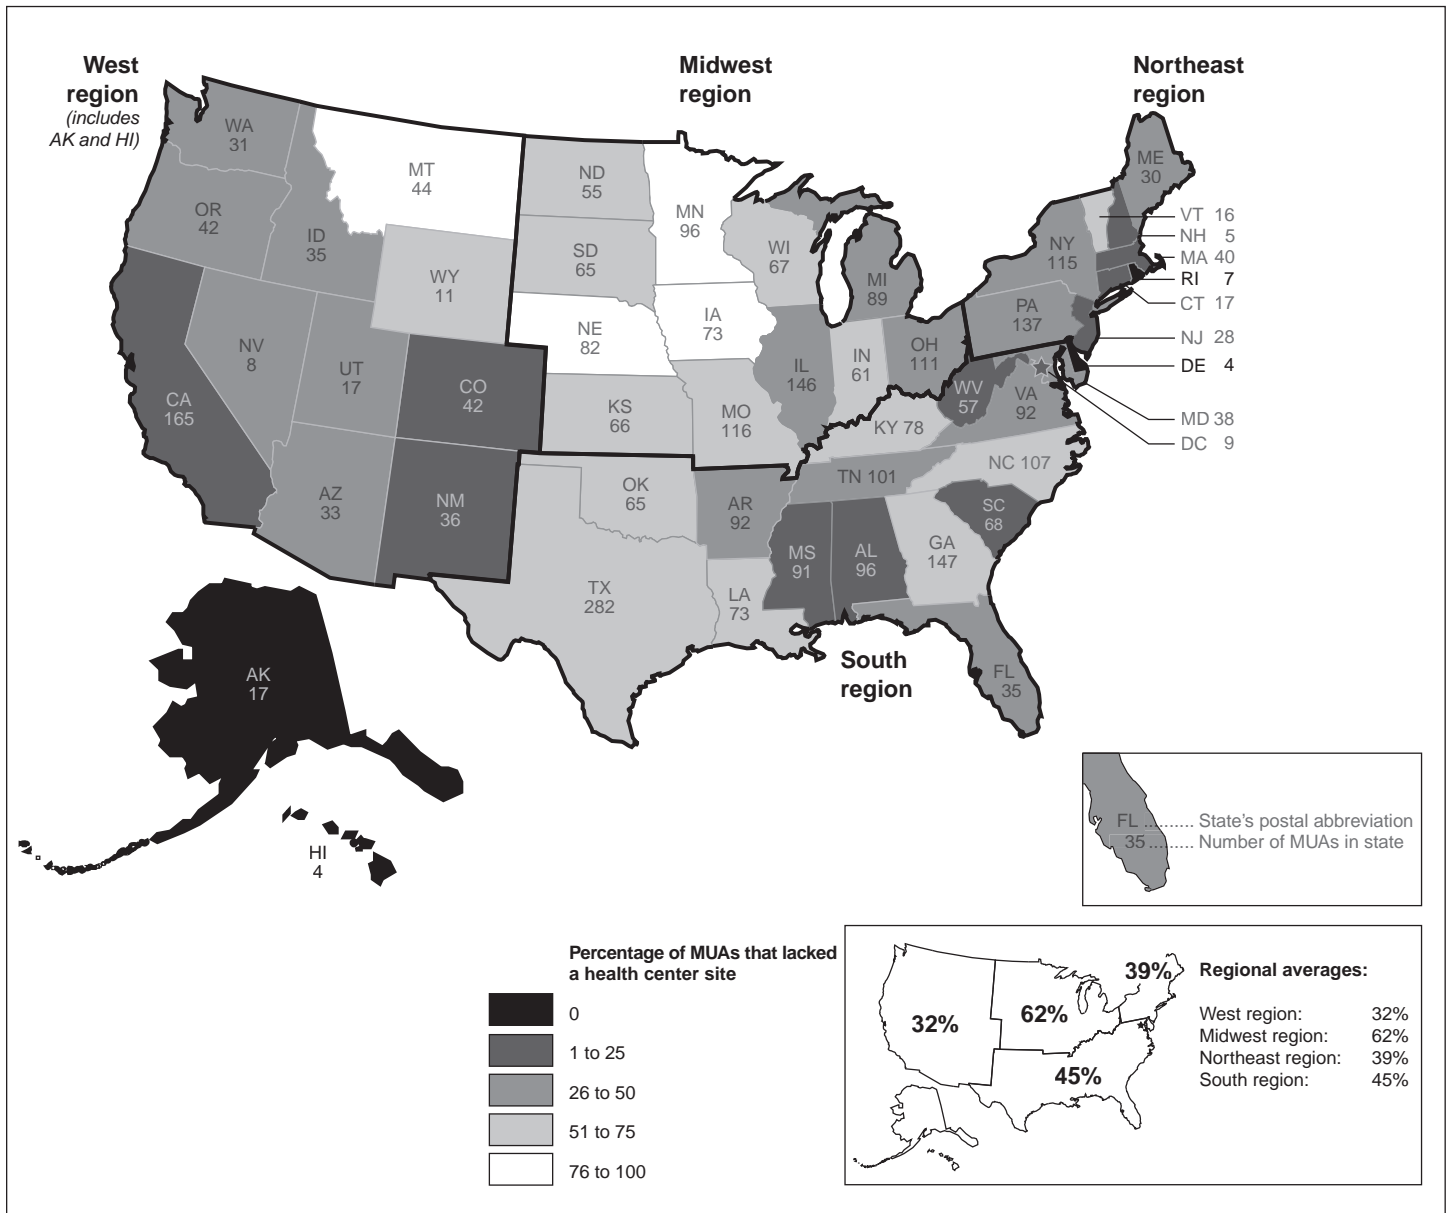 West
region
(includes
AK and HI)
Midwest
region
Northeast
region
WA
31
MT
44
ND
55
MN
96
ME
30
OR
42
ID
35
WY
11
SD
65
WI
67
MI
89
NY
115
VT 16
NH 5
MA 40
RI 7
CT 17
NJ 28
DE 4
MD 38
DC 9
NV
8
UT
17
CO
42
NE
82
IA
73
IL
146
IN
61
OH
111
PA
137
CA
165
KS
66
MO
116
KY 78
WV
57
VA
92
AZ
33
NM
36
OK
65
AR
92
TN 101
NC 107
SC
68
TX
282
LA
73
MS
91
AL
96
GA
147
FL
35
South
region
AK
17
HI
4
FL ......... State's postal abbreviation
35 ......... Number of MUAs in state
Percentage of MUAs that lacked
a health center site
0
1 to 25
26 to 50
51 to 75
76 to 100
32%
62%
39%
45%
Regional averages:
West region: 32%
Midwest region: 62%
Northeast region: 39%
South region: 45%